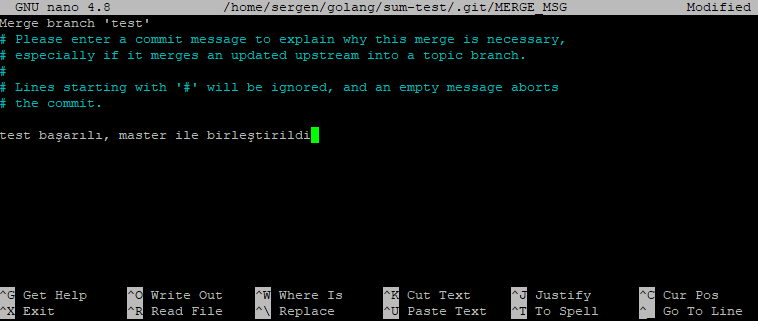 GNU nano 4.8 /home/sergen/golang/sum-test/.git/MERGE_MSG Modified
Merge branch 'test'
# Please enter a commit message to explain why this merge is necessary,
# especially if it merges an updated upstream into a topic branch.
#
# Lines starting with '#' will be ignored, and an empty message aborts
# the commit.
test başarılı, master ile birleştirildi
^G Get Help ^O Write Out ^W Where Is ^K Cut Text ^J Justify ^C Cur Pos
^X Exit ^R Read File ^\ Replace ^U Paste Text ^T To Spell ^_ Go To Line